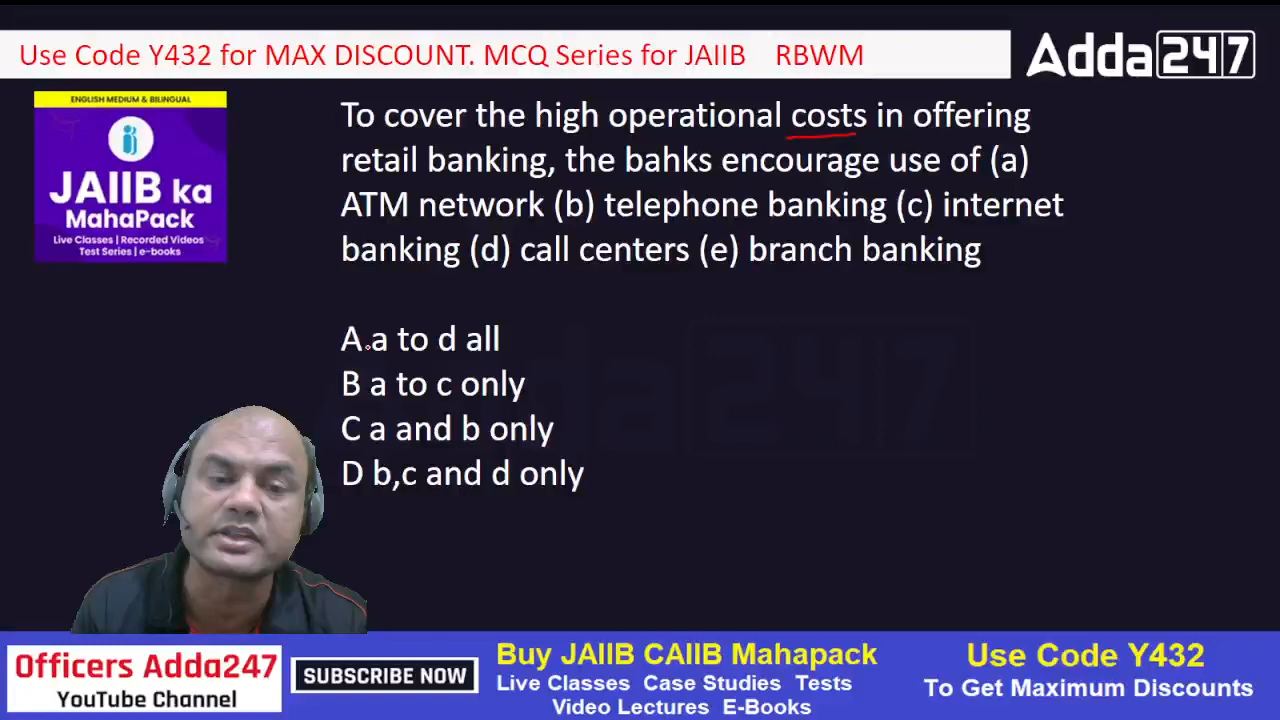 Use Code Y432 for MAX DISCOUNT. MCQ Series for JAIIB RBWM
Adda247
ENGLISH MEDIUM & BILINGUAL
JAIIB ka
MahaPack
Live Classes | Recorded Videos
Test Series | e-books
To cover the high operational costs in offering
retail banking, the bahks encourage use of (a)
ATM network (b) telephone banking (c) internet
banking (d) call centers (e) branch banking
A.a to d all
B a to c only
C a and b only
D b,c and d only
Officers Adda247
YouTube Channel
SUBSCRIBE NOW
Buy JAIIB CAIIB Mahapack
Live Classes Case Studies Tests
Video Lectures E-Books
Use Code Y432
To Get Maximum Discounts